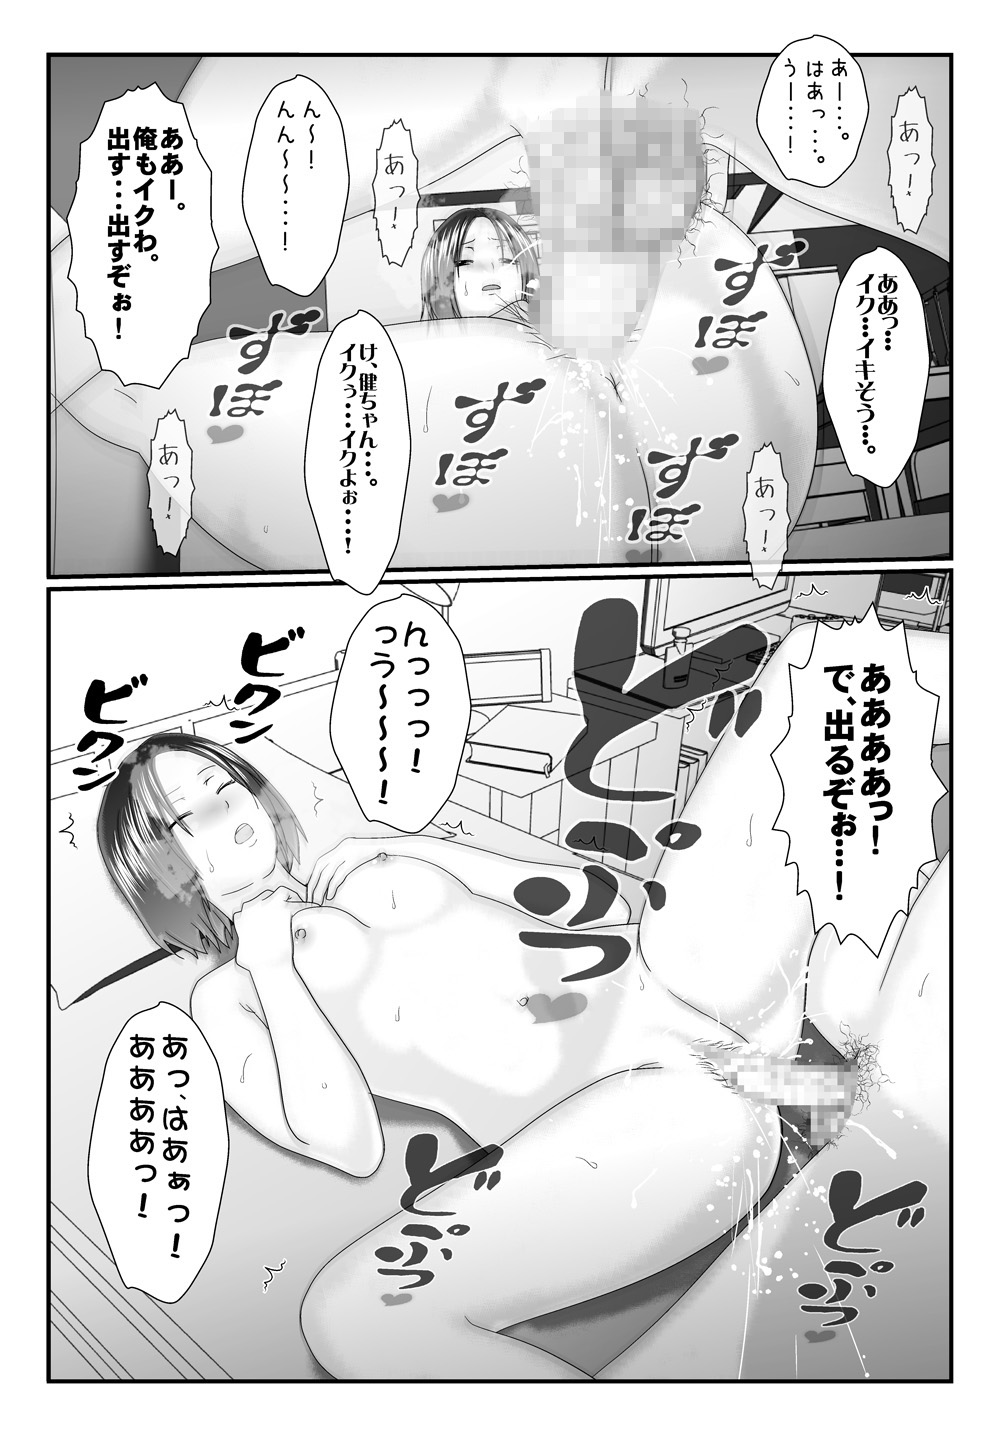 あー‥‥。
はあっ‥‥。
うー‥‥！
あっー！
ああっ…
イク…イキそう…。
ん～！
んん～‥‥！
あっー！
ああー。
俺もイクわ。
出す‥‥出すぞぉ！
け、健ちゃん‥‥。
イクぅ‥‥イクよぉ‥‥！
あっー！
あっー！
ずぼ
ずぼ
ずぼ
ずぼ
ああああっ！
で、出るぞぉ…！
んっっっ！
っう～～～～！
ビクン
ビクン
どぷっ
あっ、はあぁっ！
ああああっ！
どぷっ
どぷっ